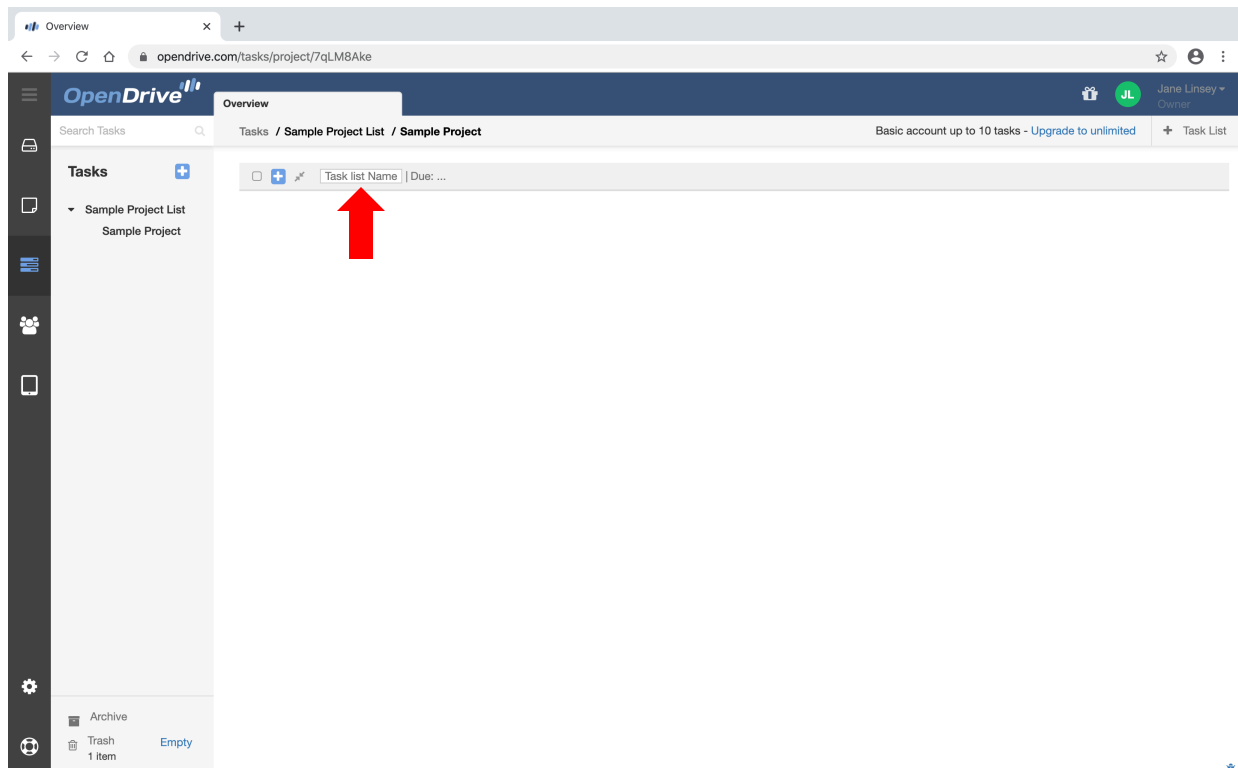 Overview
opendrive.com/tasks/project/7qLM8Ake
OpenDrive
Overview
JL
Jane Linsey
Owner
Search Tasks
Tasks / Sample Project List / Sample Project
Basic account up to 10 tasks - Upgrade to unlimited
+ Task List
Tasks
Task list Name | Due: ...
Sample Project List
Sample Project
Archive
Trash
Empty
1 item